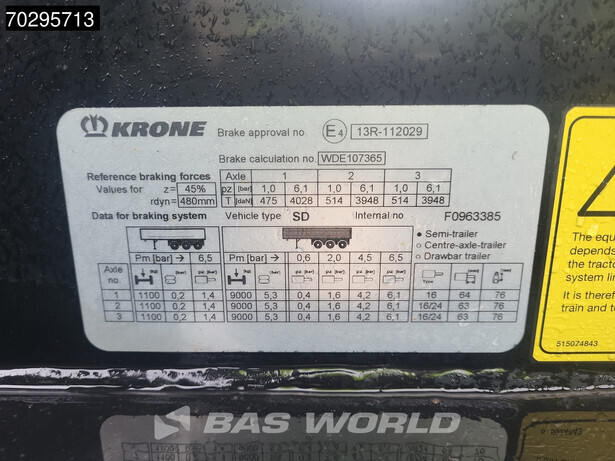 70295713
KRONE Brake approval no E4 13R-112029
Brake calculation no. WDE107365
Reference braking forces Axle 1 2 3
Values for z= 45% pz [bar] 1,0 6,1 1,0 6,1 1,0 6,1
rdyn= 480mm T [daN] 475 4028 514 3948 514 3948
Data for braking system Vehicle type SD Internal no F0963385
Semi-trailer
Centre-axle-trailer
Drawbar trailer
Pm [bar] → 6,5 Pm [bar] → 0,6 2,0 4,5 6,5
Axle no.
1 1100 0,2 1,4 9000 5,3 0,4 1,6 4,2 6,1 16 64 76
2 1100 0,2 1,4 9000 5,3 0,4 1,6 4,2 6,1 16/24 63 76
3 1100 0,2 1,4 9000 5,3 0,4 1,6 4,2 6,1 16/24 63 76
The equ
depends
the tracto
system lin
It is theref
train and to
515074843
BAS WORLD